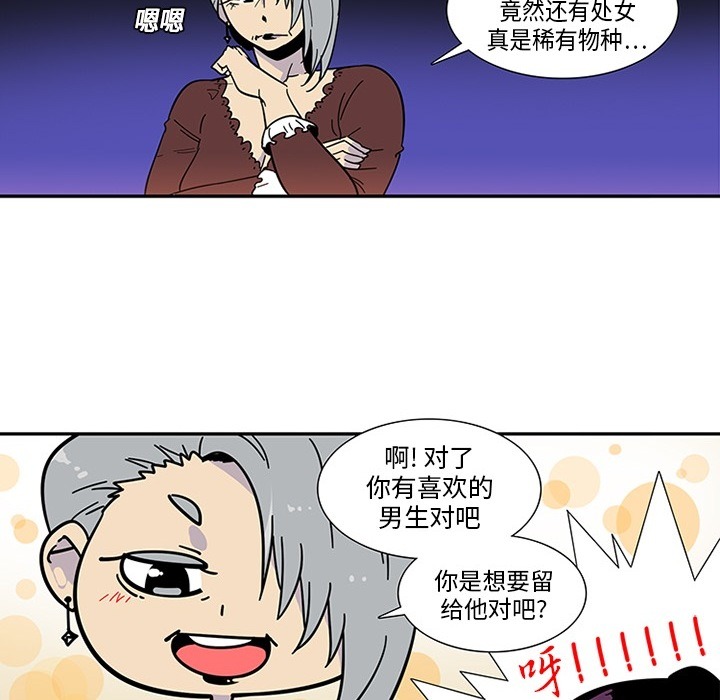 嗯嗯
竟然还有处女
真是稀有物种...
啊! 对了
你有喜欢的
男生对吧
你是想要留
给他对吧?
呀!!!!!!